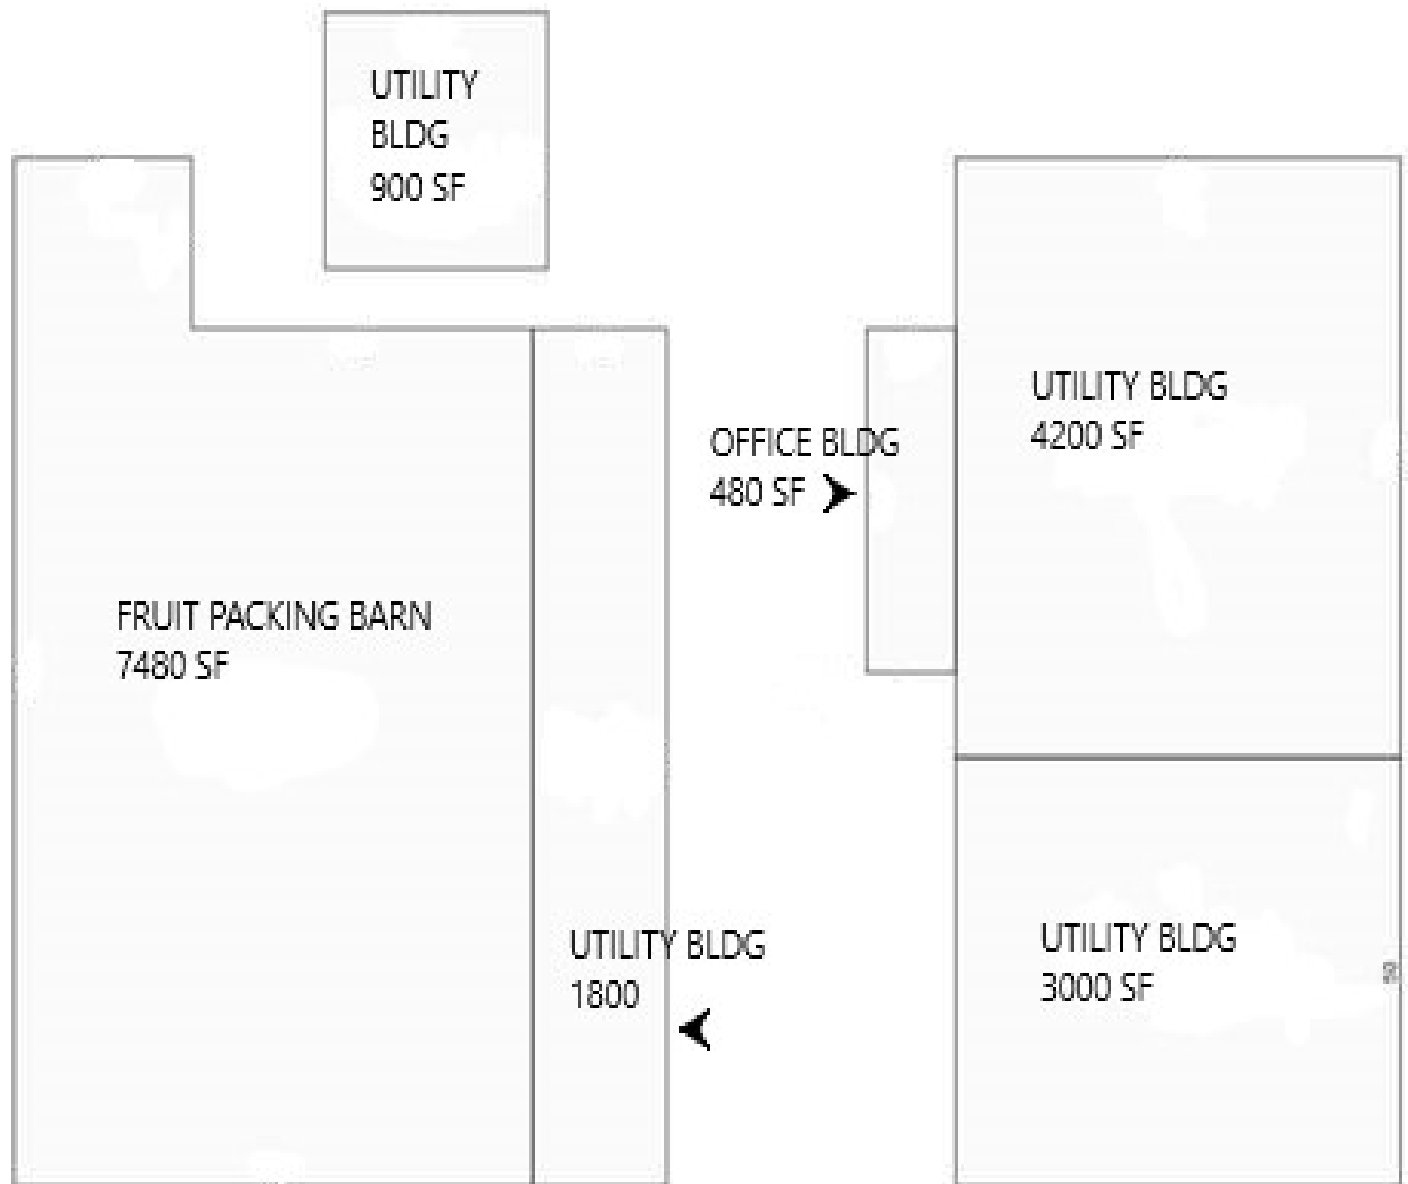 UTILITY
BLDG
900 SF
UTILITY BLDG
4200 SF
OFFICE BLDG
480 SF
FRUIT PACKING BARN
7480 SF
UTILITY BLDG
1800
UTILITY BLDG
3000 SF